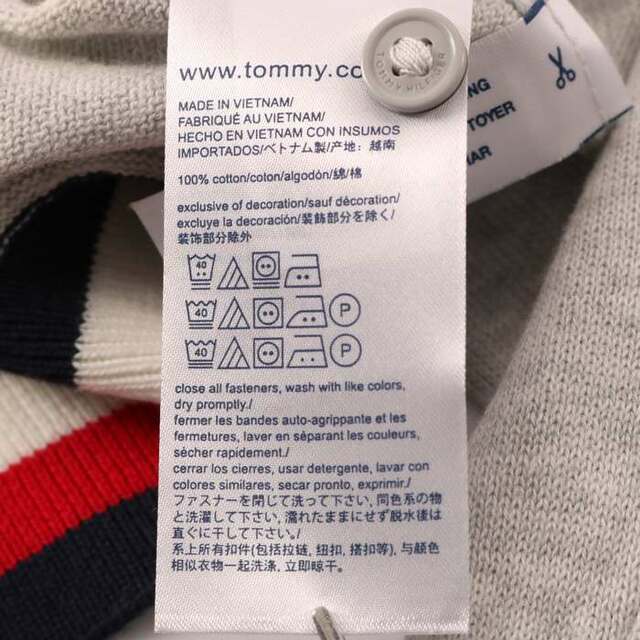 www.tommy.co
TOMMY HILFIGER
MADE IN VIETNAM/
FABRIQUÉ AU VIETNAM/
HECHO EN VIETNAM CON INSUMOS
IMPORTADOS/ベトナム製/产地：越南
100% cotton/coton/algodón/綿/棉
exclusive of decoration/sauf décoration/
excluye la decoración/装飾部分を除く/
装饰部分除外
40
40 P
40 P
close all fasteners, wash with like colors,
dry promptly./
fermer les bandes auto-agrippante et les
fermetures, laver en séparant les couleurs,
sécher rapidement./
cerrar los cierres, usar detergente, lavar con
colores similares, secar pronto, exprimir./
ファスナーを閉じて洗って下さい,同色系の物
と洗濯して下さい,濡れたままにせず脱水後は
直ぐに干して下さい./
系上所有扣件(包括拉链, 纽扣, 搭扣等), 与颜色
相似衣物一起洗涤, 立即晾干。
NG
TOYER
AR